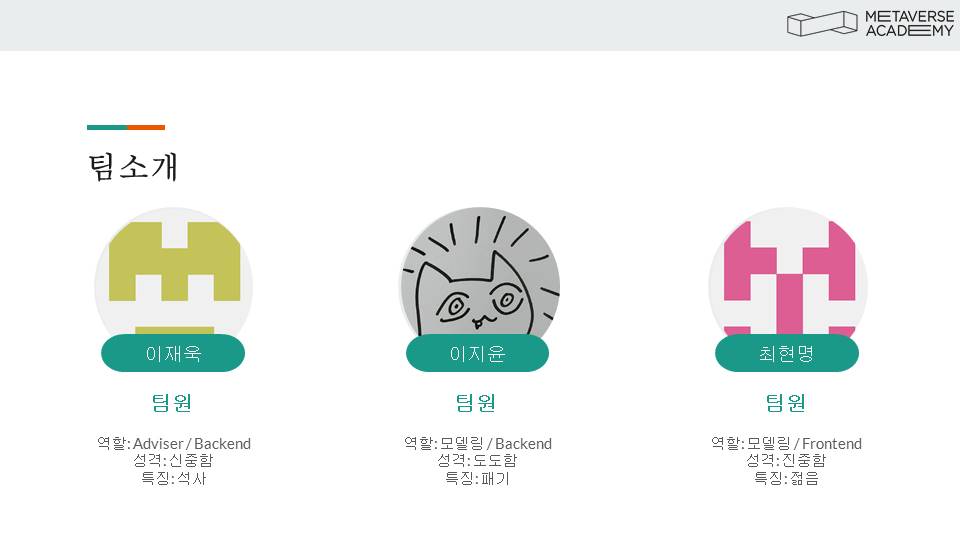 METAVERSE
ACADEMY
팀소개
이재욱
이지윤
최현명
팀원
팀원
팀원
역할: Adviser / Backend
성격: 신중함
특징: 석사
역할: 모델링 / Backend
성격: 도도함
특징: 패기
역할: 모델링 / Frontend
성격: 진중함
특징: 젊음